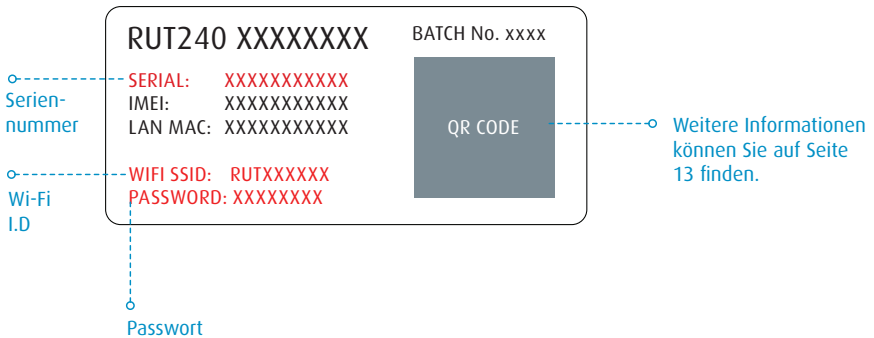 RUT240 XXXXXXXX
BATCH No. xxxx
SERIAL: XXXXXXXXXXX
IMEI: XXXXXXXXXXX
LAN MAC: XXXXXXXXXXX
WIFI SSID: RUTXXXXXX
PASSWORD: XXXXXXXX
QR CODE
Serien-
nummer
Wi-Fi
I.D
Passwort
Weitere Informationen
können Sie auf Seite
13 finden.